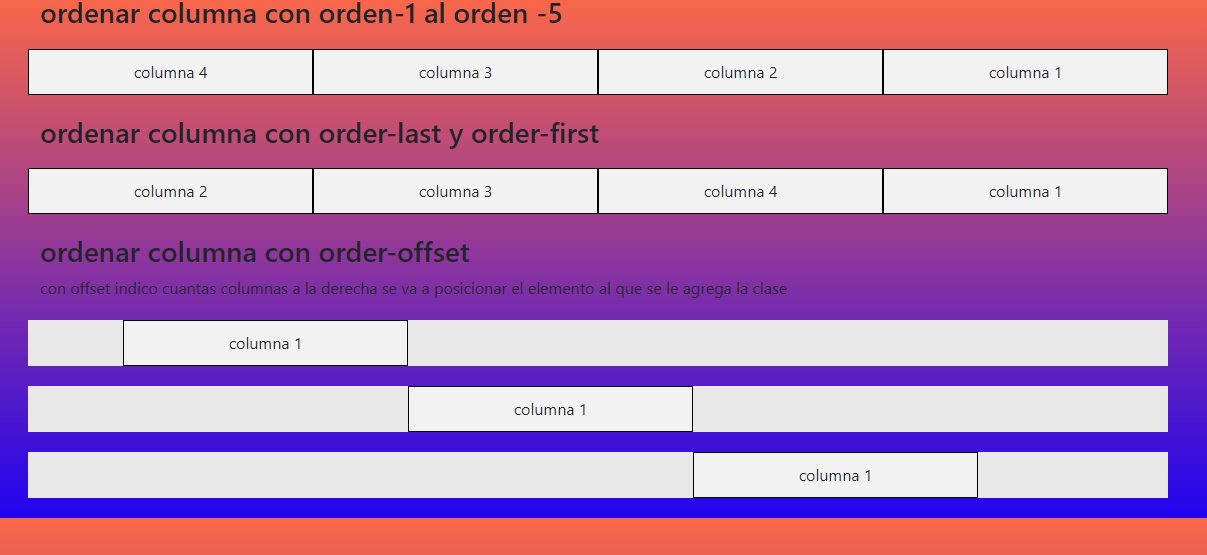 ordenar columna con orden-1 al orden -5
columna 4 columna 3 columna 2 columna 1
ordenar columna con order-last y order-first
columna 2 columna 3 columna 4 columna 1
ordenar columna con order-offset
con offset indico cuantas columnas a la derecha se va a posicionar el elemento al que se le agrega la clase
columna 1
columna 1
columna 1